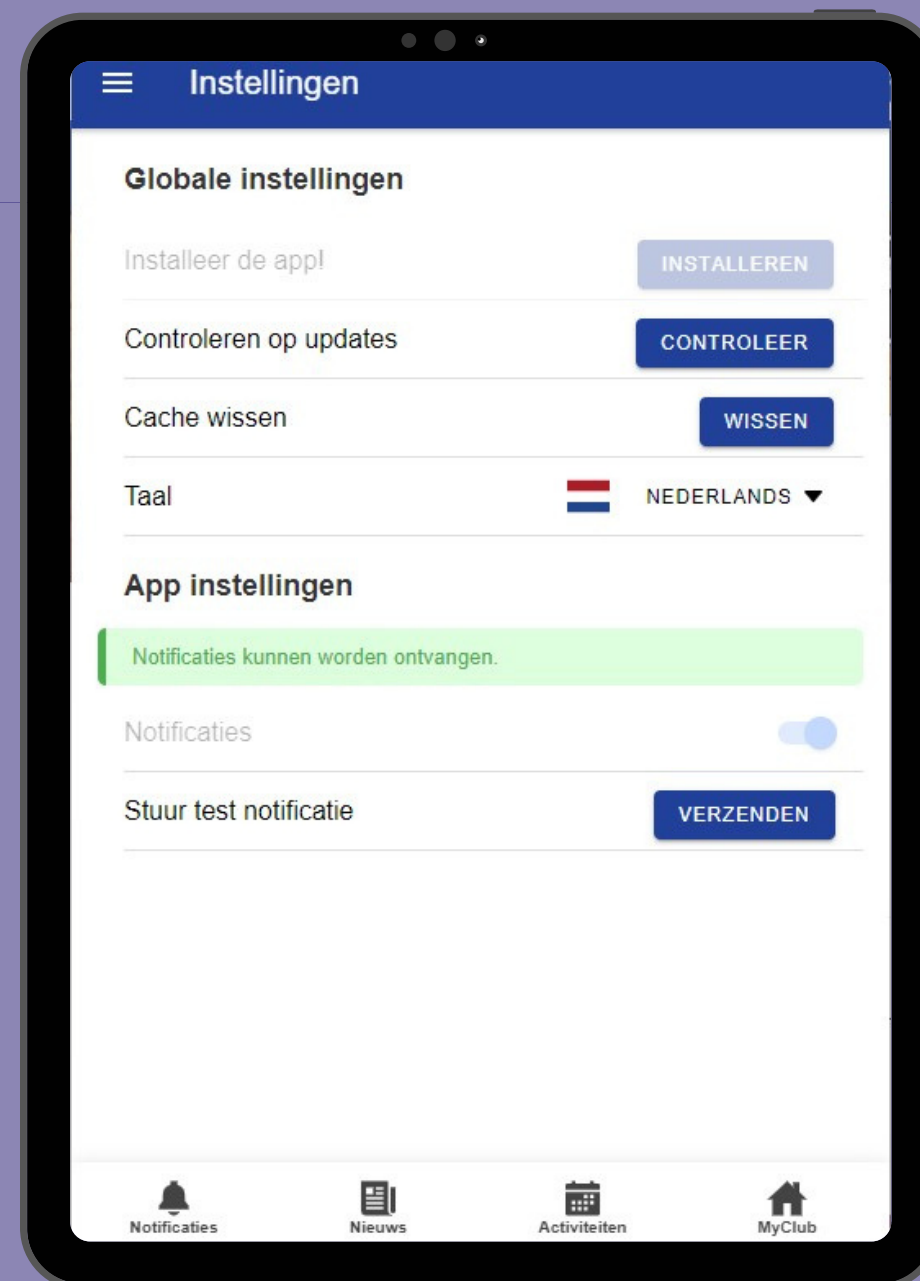 Instellingen
Globale instellingen
Installeer de app!
INSTALLEREN
Controleren op updates
CONTROLEER
Cache wissen
WISSEN
Taal
NEDERLANDS
App instellingen
Notificaties kunnen worden ontvangen.
Notificaties
Stuur test notificatie
VERZENDEN
Notificaties
Nieuws
Activiteiten
MyClub